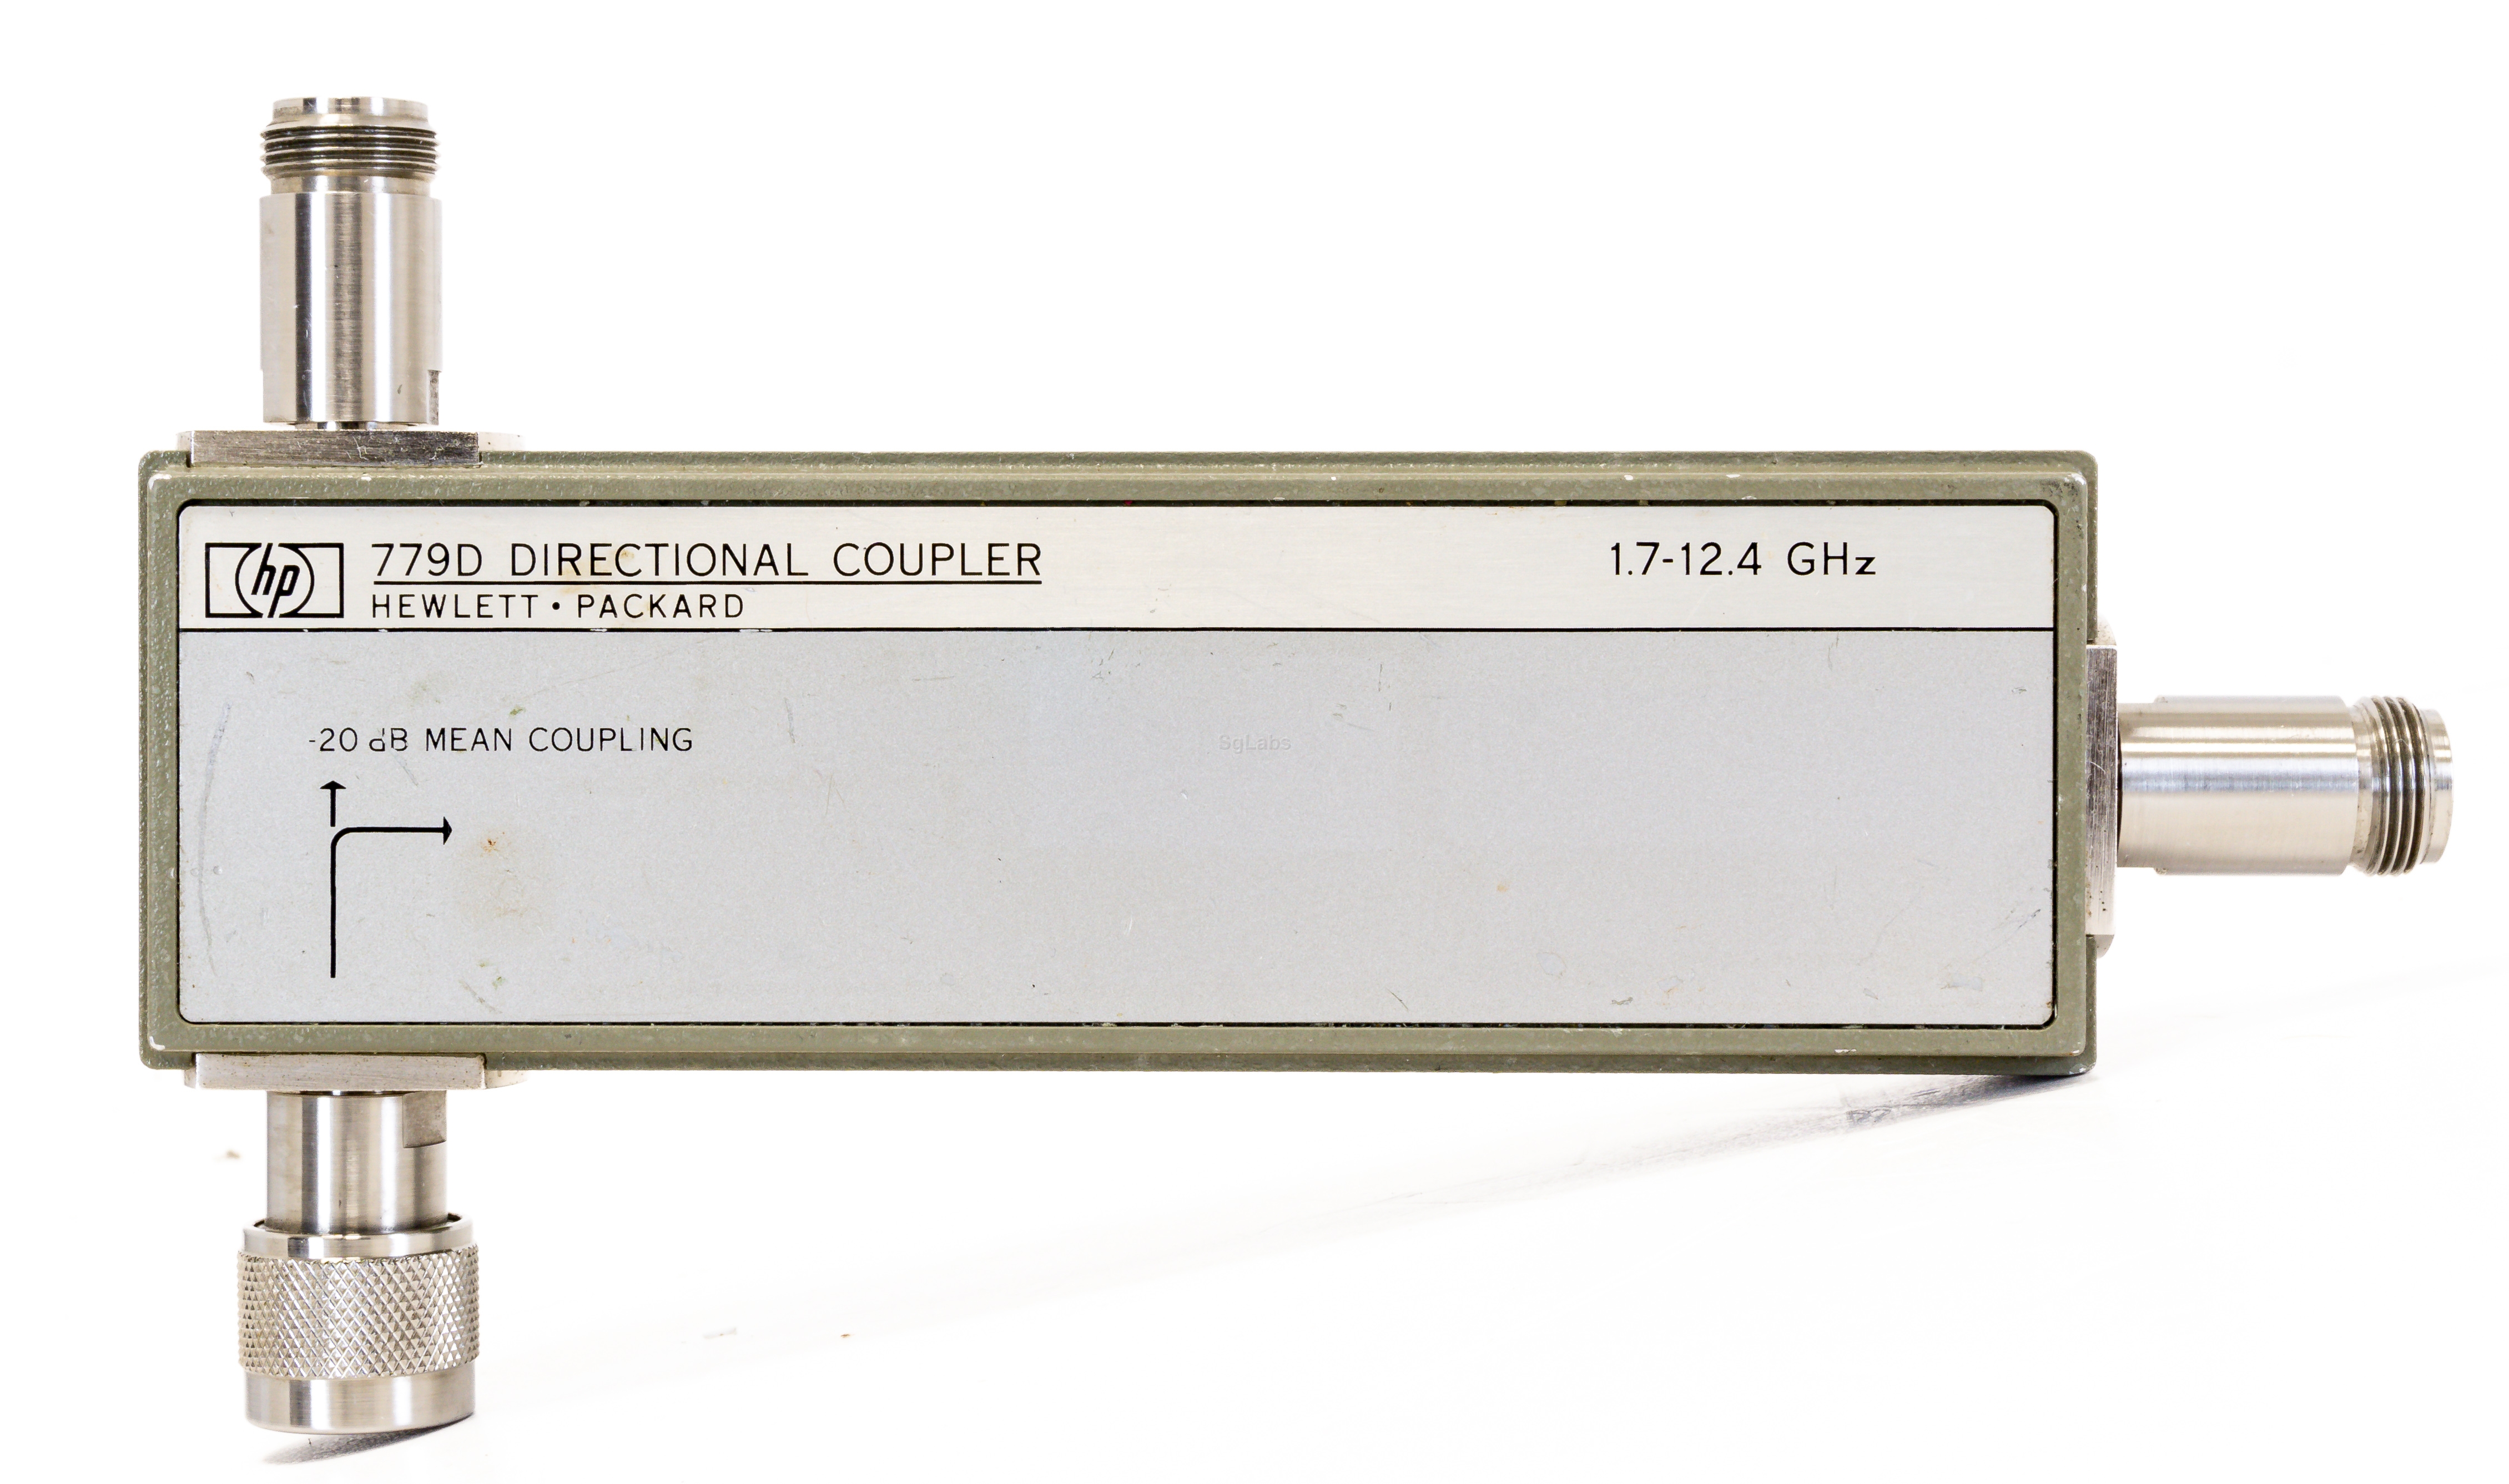 hp
779D DIRECTIONAL COUPLER
1.7-12.4 GHz
HEWLETT • PACKARD
-20 dB MEAN COUPLING
SgLabs